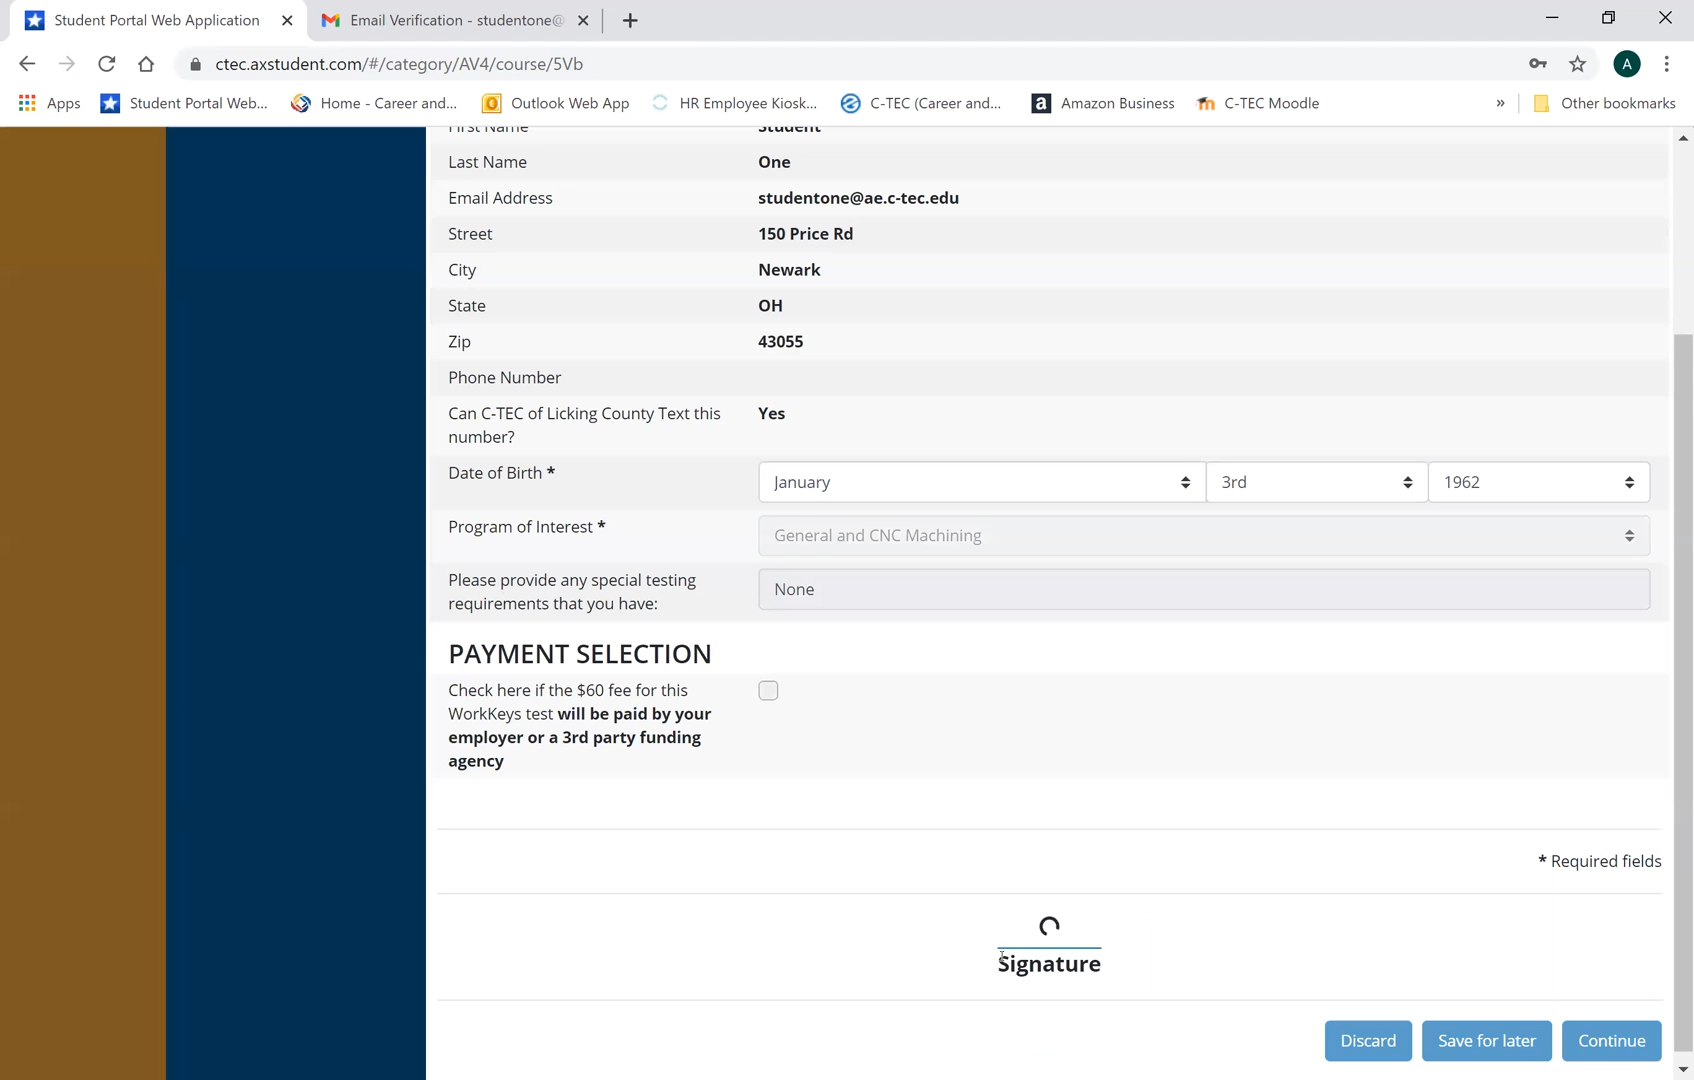 Student Portal Web Application
Email Verification - studentone@
ctec.axstudent.com/#/category/AV4/course/5Vb
A
Apps
Student Portal Web...
Home - Career and...
Outlook Web App
HR Employee Kiosk...
C-TEC (Career and...
a
Amazon Business
C-TEC Moodle
»
Other bookmarks
First Name Student
Last Name One
Email Address studentone@ae.c-tec.edu
Street 150 Price Rd
City Newark
State OH
Zip 43055
Phone Number
Can C-TEC of Licking County Text this Yes
number?
Date of Birth * January 3rd 1962
Program of Interest * General and CNC Machining
Please provide any special testing
requirements that you have: None
PAYMENT SELECTION
Check here if the $60 fee for this
WorkKeys test will be paid by your
employer or a 3rd party funding
agency
* Required fields
Signature
Discard Save for later Continue